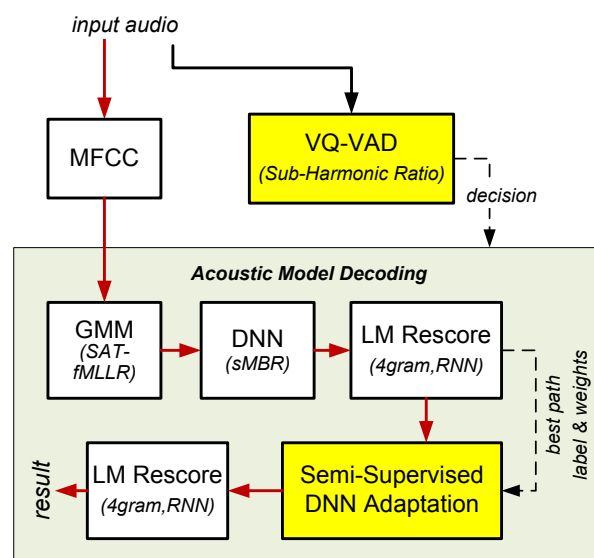 input audio
MFCC
VQ-VAD
(Sub-Harmonic Ratio)
decision
Acoustic Model Decoding
GMM
(SAT-
fMLLR)
DNN
(sMBR)
LM Rescore
(4gram,RNN)
best path
label & weights
Semi-Supervised
DNN Adaptation
LM Rescore
(4gram,RNN)
result